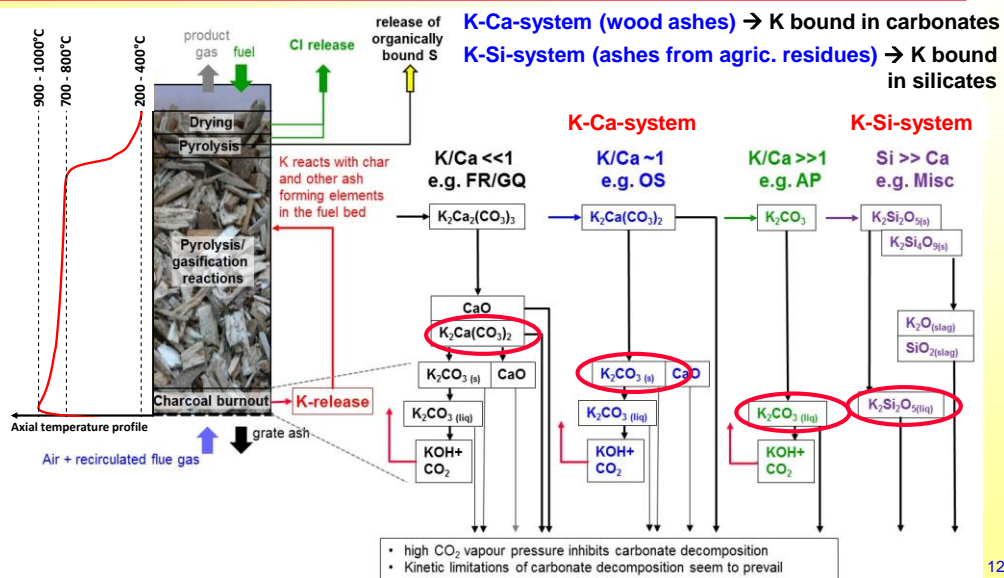 K-Ca-system (wood ashes) → K bound in carbonates
K-Si-system (ashes from agric. residues) → K bound
in silicates
900 - 1000°C
700 - 800°C
200 - 400°C
product
gas
fuel
Cl release
release of
organically
bound S
Drying
Pyrolysis
K reacts with char
and other ash
forming elements
in the fuel bed
Pyrolysis/
gasification
reactions
Charcoal burnout
K-release
Axial temperature profile
grate ash
Air + recirculated flue gas
K-Ca-system
K-Si-system
K/Ca <<1
e.g. FR/GQ
K₂Ca₂(CO₃)₃
CaO
K₂Ca(CO₃)₂
K₂CO₃ (s)
CaO
K₂CO₃ (liq)
KOH+
CO₂
K/Ca ~1
e.g. OS
K₂Ca(CO₃)₂
K₂CO₃ (s)
CaO
K₂CO₃ (liq)
KOH+
CO₂
K/Ca >>1
e.g. AP
K₂CO₃
K₂CO₃ (liq)
KOH+
CO₂
Si >> Ca
e.g. Misc
K₂Si₂O₅(s)
K₂Si₄O₉(s)
K₂O(slag)
SiO₂(slag)
K₂Si₂O₅(liq)
• high CO₂ vapour pressure inhibits carbonate decomposition
• Kinetic limitations of carbonate decomposition seem to prevail
12